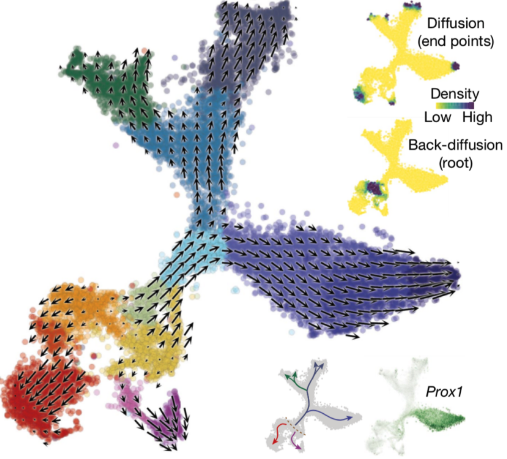 Diffusion
(end points)
Density
Low High
Back-diffusion
(root)
Prox1